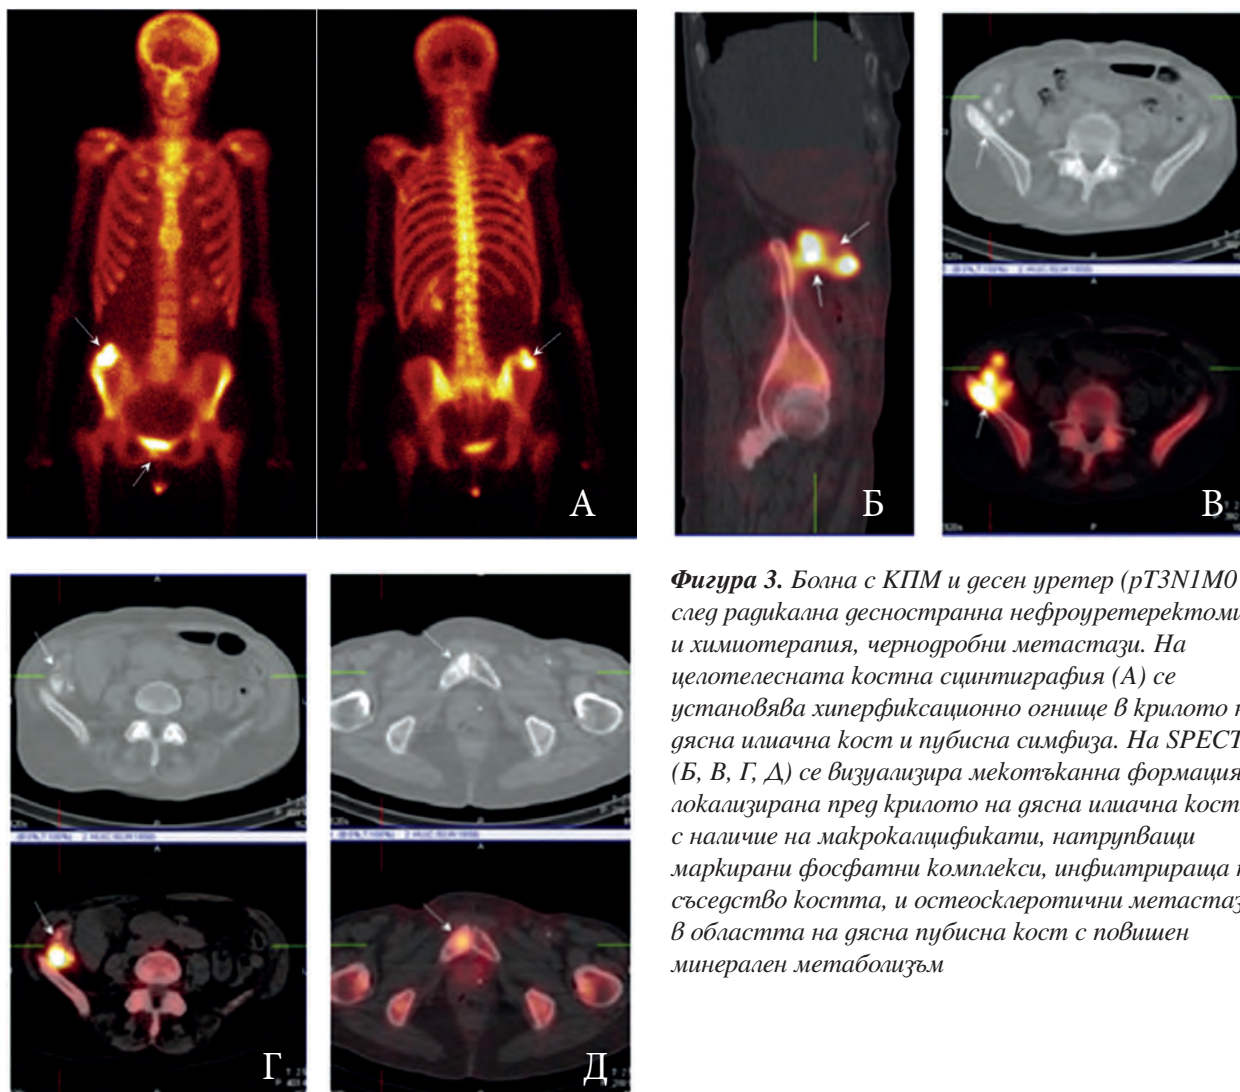 А
Б
В
Г
Д
Фигура 3. Болна с КПМ и десен уретер (pT3N1M0
след радикална десностранна нефроуретеректоми
и химиотерапия, чернодробни метастази. На
целотелесната костна сцинтиграфия (А) се
установява хиперфиксационно огнище в крилото н
дясна илиачна кост и пубисна симфиза. На SPECT
(Б, В, Г, Д) се визуализира мекотъканна формация
локализирана пред крилото на дясна илиачна кост
с наличие на макрокалцификати, натрупващи
маркирани фосфатни комплекси, инфилтрираща
съседство костта, и остеосклеротични метастаз
в областта на дясна пубисна кост с повишен
минерален метаболизъм